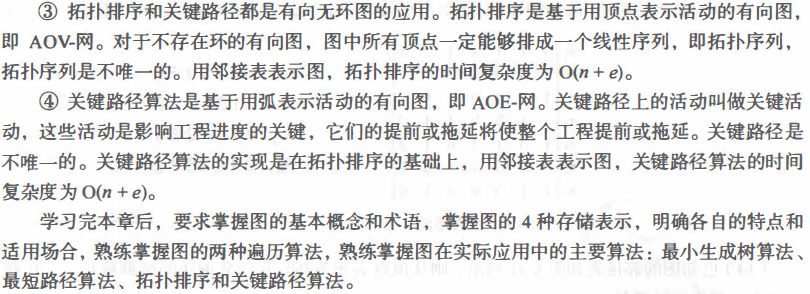 ③ 拓扑排序和关键路径都是有向无环图的应用。拓扑排序是基于用顶点表示活动的有向图,
即 AOV-网。对于不存在环的有向图,图中所有顶点一定能够排成一个线性序列,即拓扑序列,
拓扑序列是不唯一的。用邻接表表示图,拓扑排序的时间复杂度为 O(n + e)。
④ 关键路径算法是基于用弧表示活动的有向图,即 AOE-网。关键路径上的活动叫做关键活
动,这些活动是影响工程进度的关键,它们的提前或拖延将使整个工程提前或拖延。关键路径是
不唯一的。关键路径算法的实现是在拓扑排序的基础上,用邻接表表示图,关键路径算法的时间
复杂度为 O(n + e)。
学习完本章后,要求掌握图的基本概念和术语,掌握图的 4 种存储表示,明确各自的特点和
适用场合,熟练掌握图的两种遍历算法,熟练掌握图在实际应用中的主要算法:最小生成树算法、
最短路径算法、拓扑排序和关键路径算法。